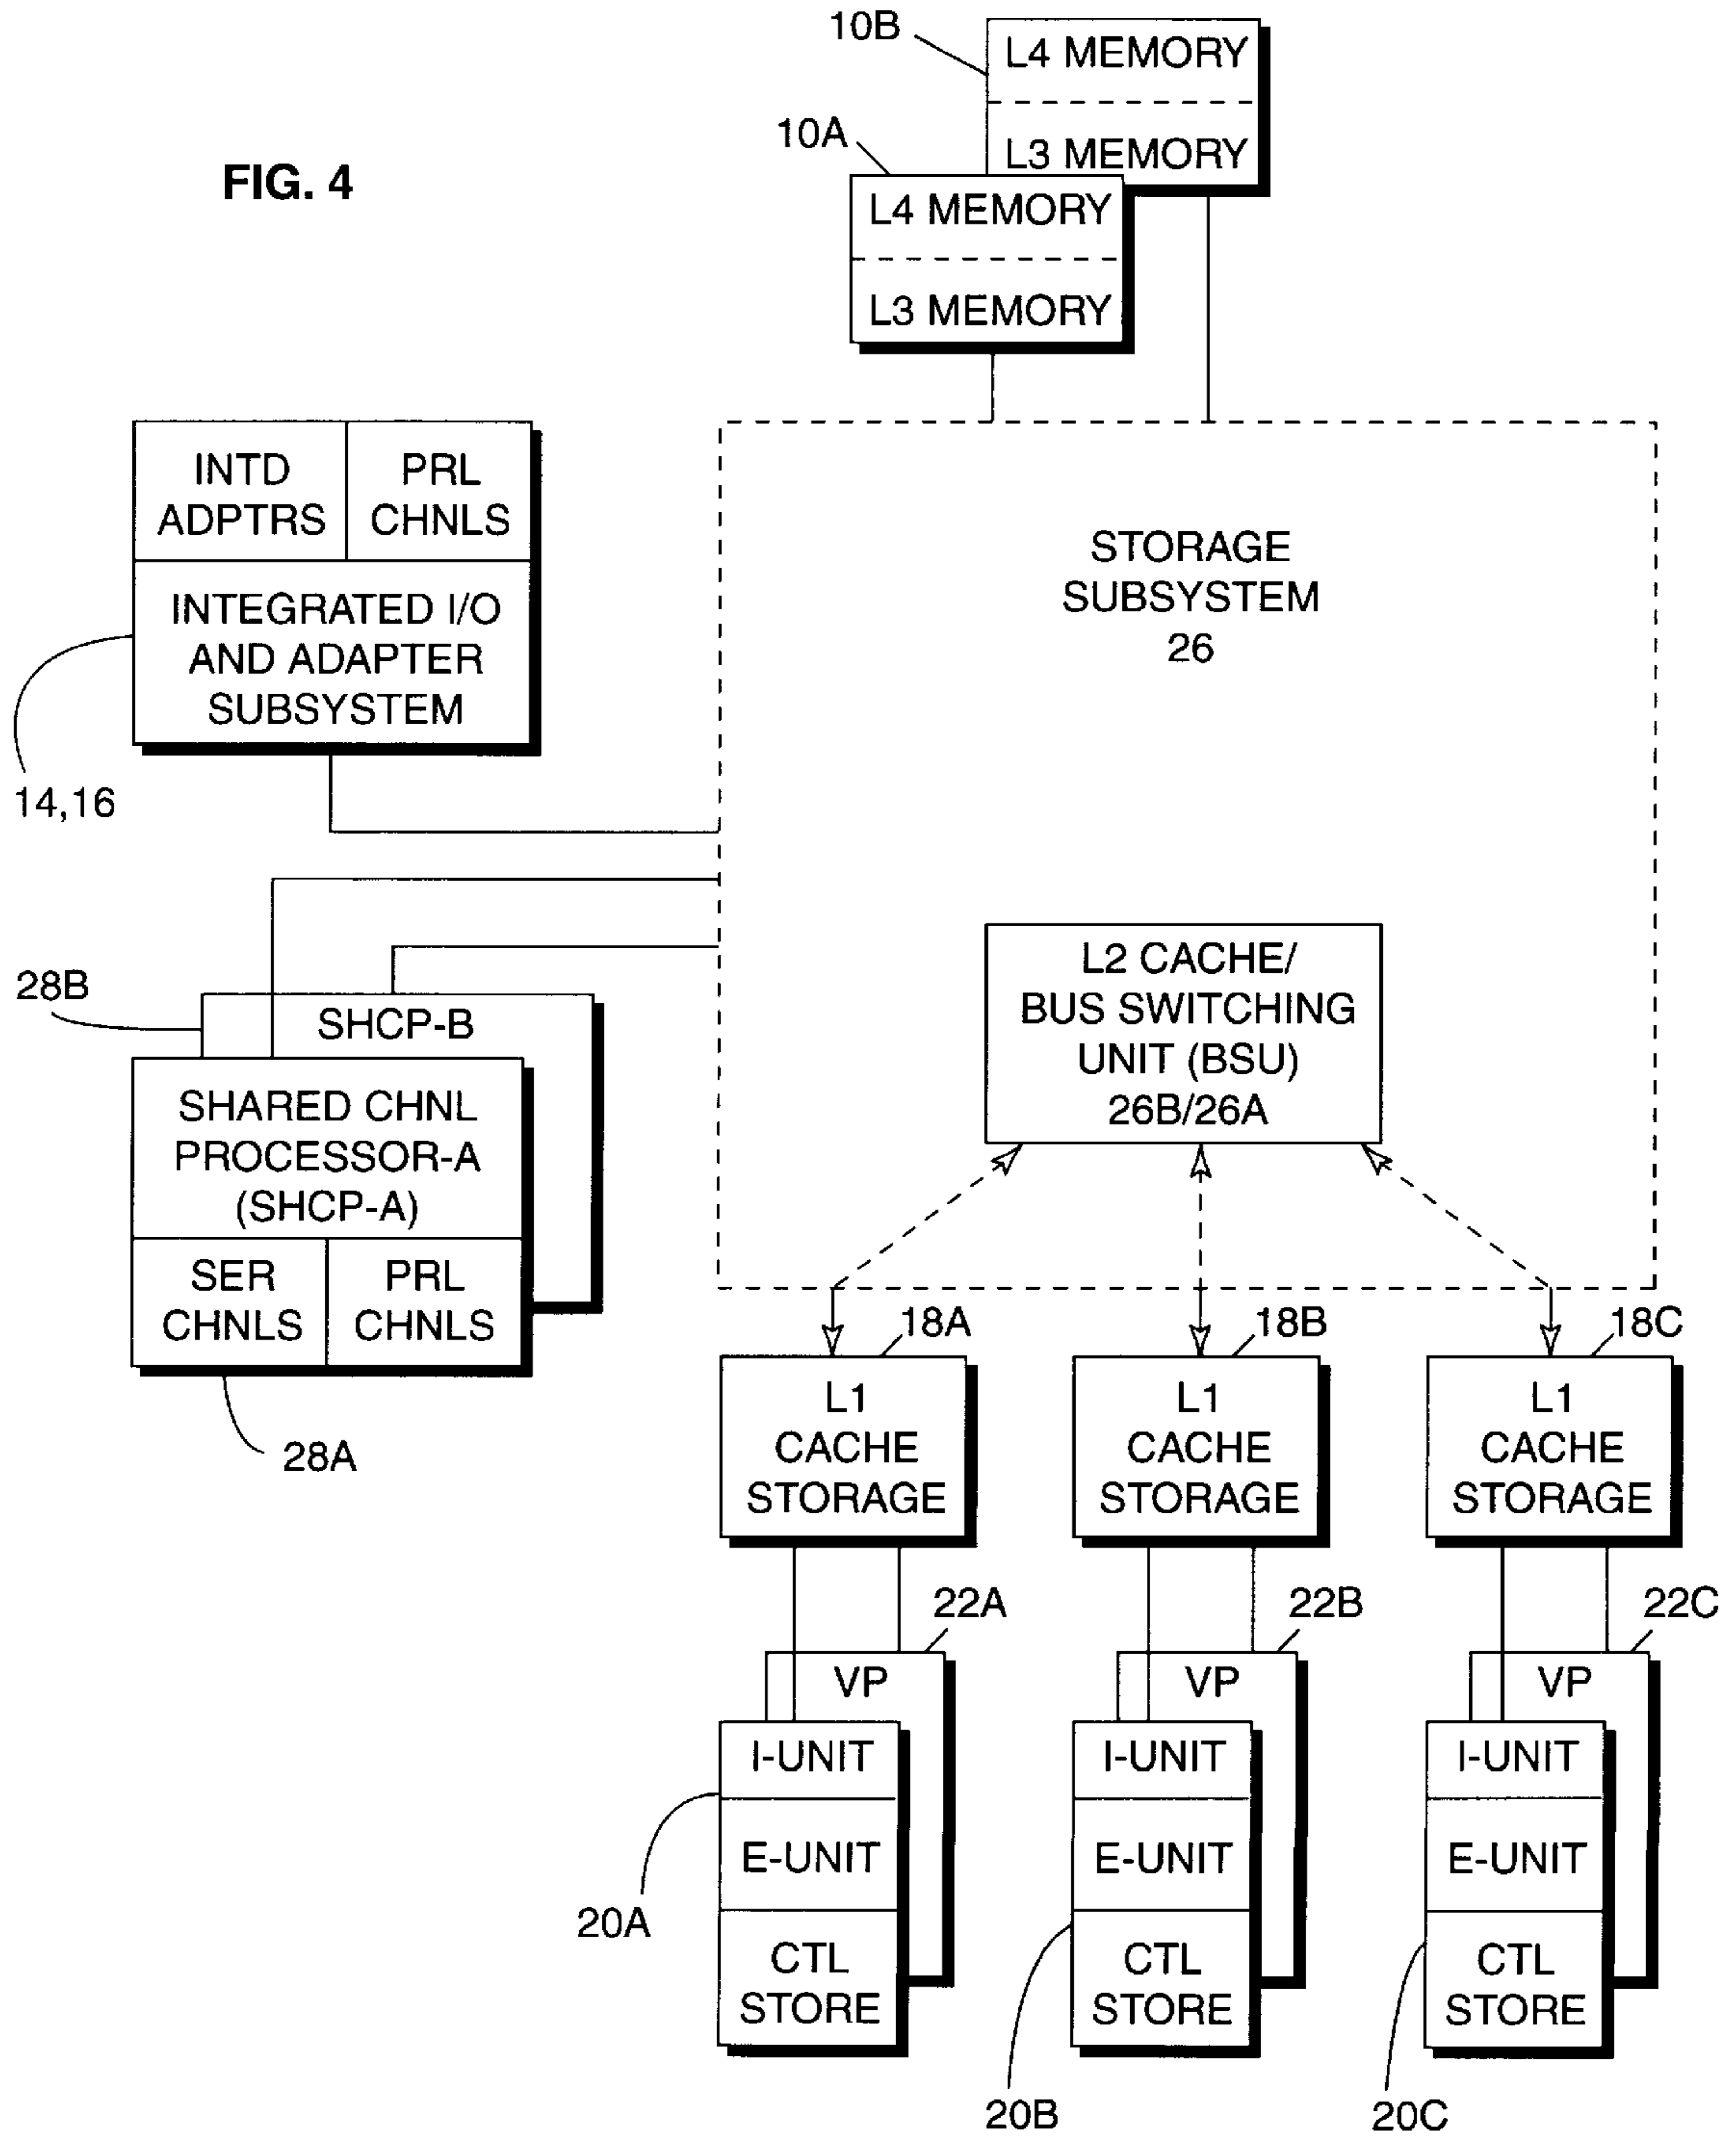 10B
L4 MEMORY
L3 MEMORY
10A
L4 MEMORY
L3 MEMORY
FIG. 4
INTD
ADPTRS
PRL
CHNLS
INTEGRATED I/O
AND ADAPTER
SUBSYSTEM
14,16
STORAGE
SUBSYSTEM
26
L2 CACHE/
BUS SWITCHING
UNIT (BSU)
26B/26A
28B
SHCP-B
SHARED CHNL
PROCESSOR-A
(SHCP-A)
SER
CHNLS
PRL
CHNLS
28A
18A
L1
CACHE
STORAGE
18B
L1
CACHE
STORAGE
18C
L1
CACHE
STORAGE
22A
VP
I-UNIT
E-UNIT
CTL
STORE
20A
22B
VP
I-UNIT
E-UNIT
CTL
STORE
20B
22C
VP
I-UNIT
E-UNIT
CTL
STORE
20C